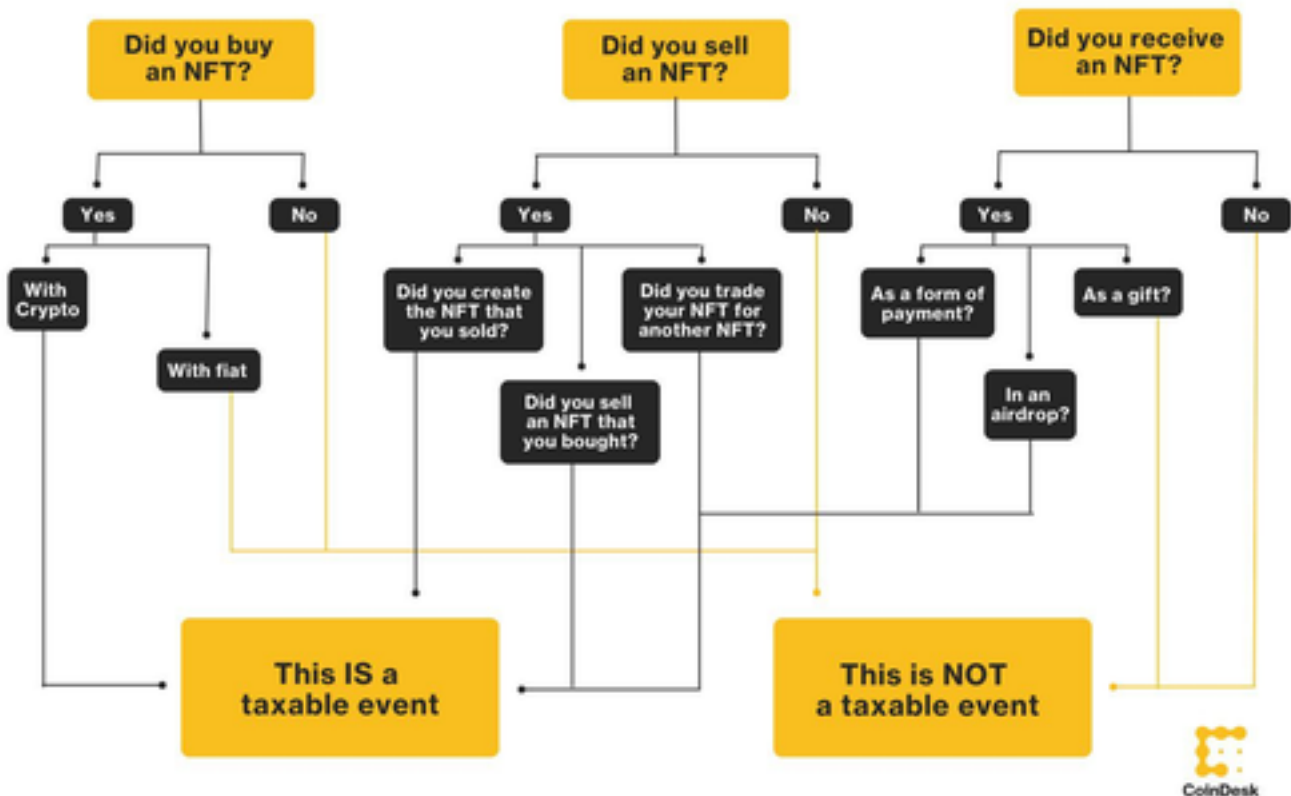 Did you buy
an NFT?
Did you sell
an NFT?
Did you receive
an NFT?
Yes
No
Yes
No
Yes
No
With
Crypto
With fiat
Did you create
the NFT that
you sold?
Did you sell
an NFT that
you bought?
Did you trade
your NFT for
another NFT?
As a form of
payment?
In an
airdrop?
As a gift?
This IS a
taxable event
This is NOT
a taxable event
CoinDesk